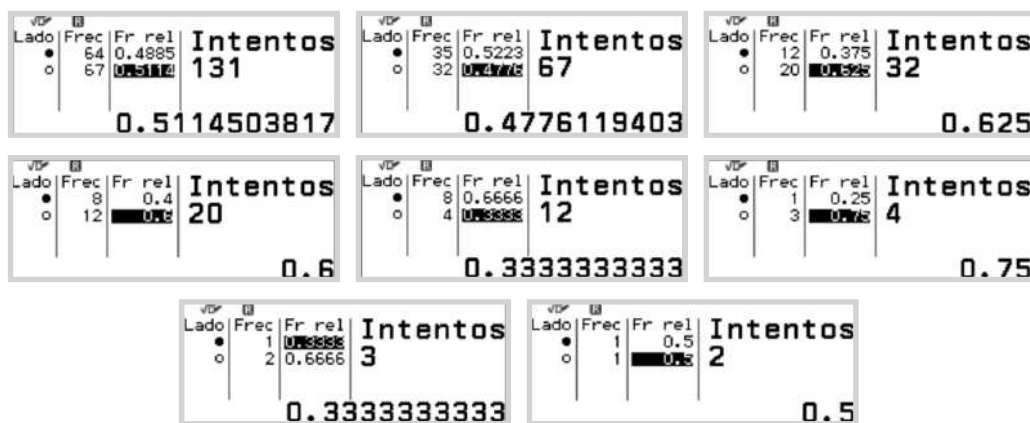 √D R
Lado Frec Fr rel Intentos
● 64 0.4885 131
○ 67 0.5114
0.5114503817
√D R
Lado Frec Fr rel Intentos
● 35 0.5223 67
○ 32 0.4776
0.4776119403
√D R
Lado Frec Fr rel Intentos
● 12 0.375 32
○ 20 0.625
0.625
√D R
Lado Frec Fr rel Intentos
● 8 0.4 20
○ 12 0.6
0.6
√D R
Lado Frec Fr rel Intentos
● 8 0.6666 12
○ 4 0.3333
0.3333333333
√D R
Lado Frec Fr rel Intentos
● 1 0.25 4
○ 3 0.75
0.75
√D R
Lado Frec Fr rel Intentos
● 1 0.3333 3
○ 2 0.6666
0.3333333333
√D R
Lado Frec Fr rel Intentos
● 1 0.5 2
○ 1 0.5
0.5